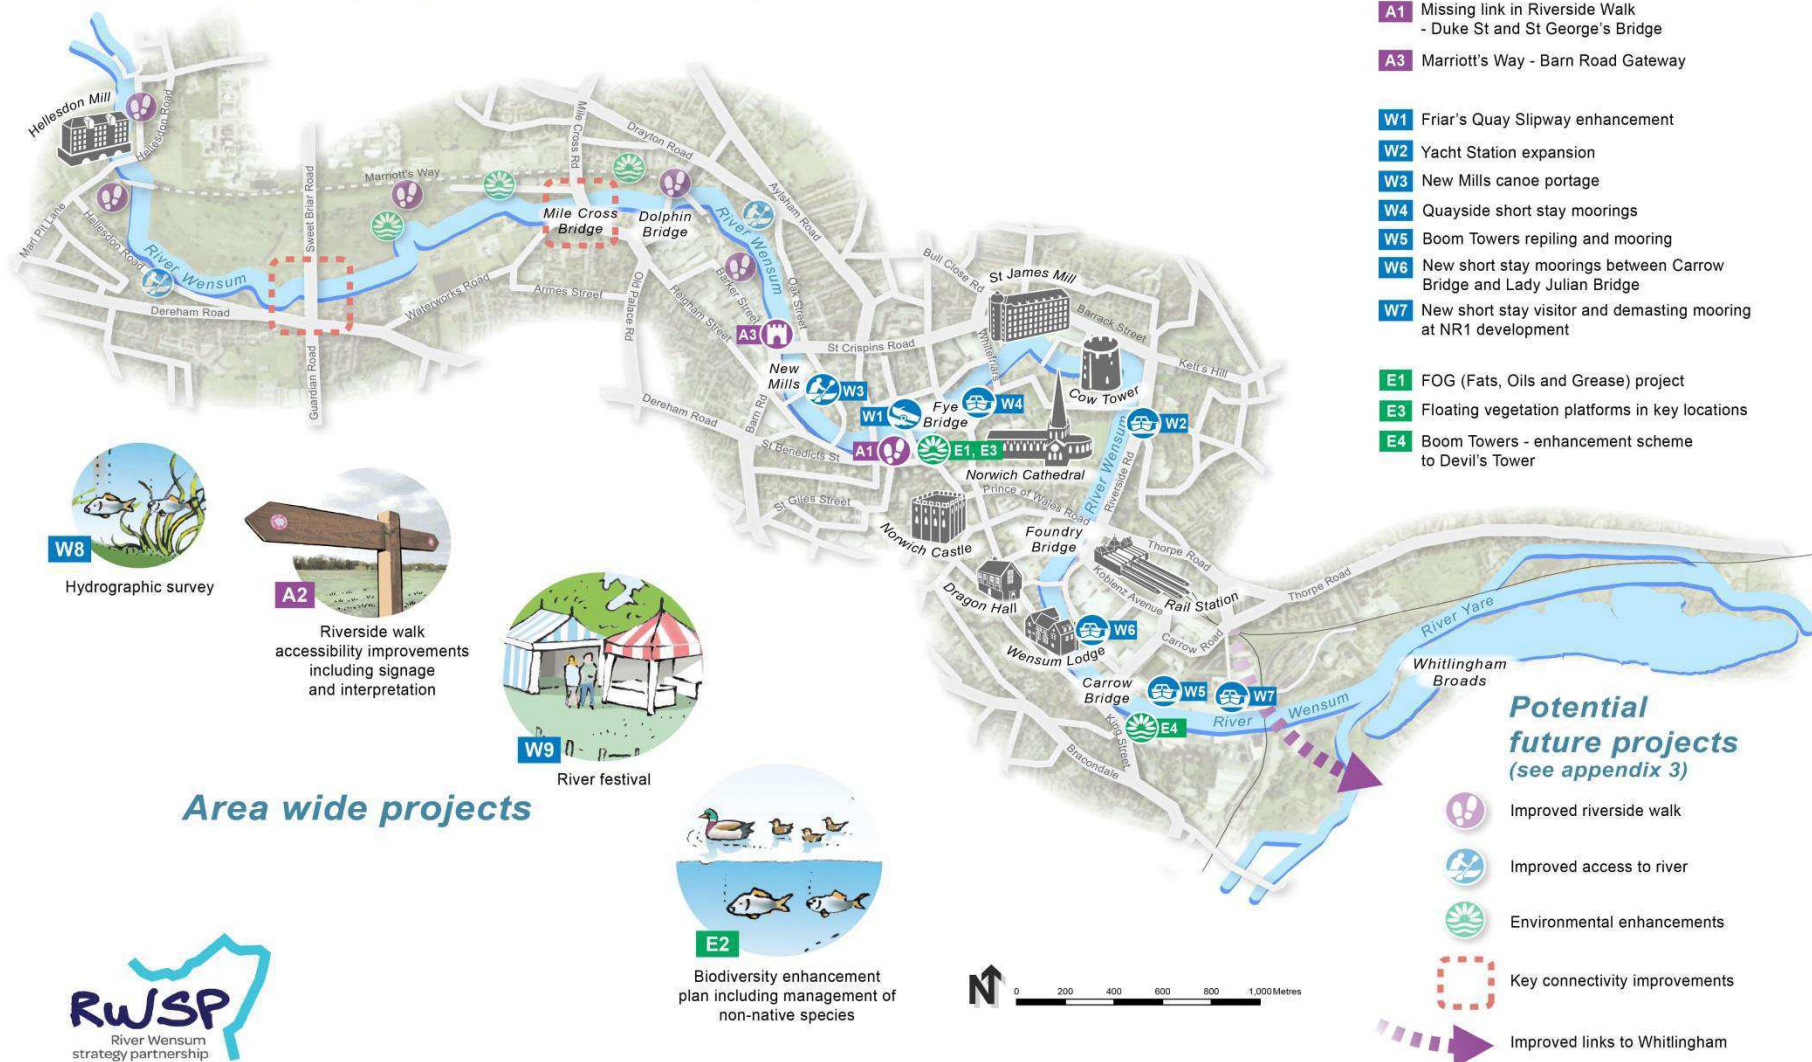 A1 Missing link in Riverside Walk
- Duke St and St George's Bridge
A3 Marriott's Way - Barn Road Gateway
W1 Friar's Quay Slipway enhancement
W2 Yacht Station expansion
W3 New Mills canoe portage
W4 Quayside short stay moorings
W5 Boom Towers repiling and mooring
W6 New short stay moorings between Carrow
Bridge and Lady Julian Bridge
W7 New short stay visitor and demasting mooring
at NR1 development
E1 FOG (Fats, Oils and Grease) project
E3 Floating vegetation platforms in key locations
E4 Boom Towers - enhancement scheme
to Devil's Tower
Hellesdon Mill
Hellesdon Road
Hellesdon Road
Marl Pit Lane
Hellesdon Road
River Wensum
Dereham Road
Marriott's Way
Sweet Briar Road
Guardian Road
Waterworks Road
Mile Cross Rd
Mile Cross
Bridge
Drayton Road
Dolphin
Bridge
Aylsham Road
River Wensum
Armes Street
Old Palace Rd
Heigham Street
Barker Street
Oak Street
A3
St Crispins Road
New
Mills
W3
Dereham Road
Barn Rd
St Benedicts St
St Giles Street
Bull Close Rd
St James Mill
Barrack Street
Whitefriars
Kett's Hill
Cow Tower
W1
Fye
Bridge
W4
W2
A1
E1, E3
Norwich Cathedral
Prince of Wales Road
River Wensum
Riverside Rd
Norwich Castle
Foundry
Bridge
Thorpe Road
Koblenz Avenue
Rail Station
Thorpe Road
Dragon Hall
Wensum Lodge
W6
Carrow Road
Carrow
Bridge
W5
W7
River Wensum
E4
King Street
Bracondale
River Yare
Whitlingham
Broads
W8
Hydrographic survey
A2
Riverside walk
accessibility improvements
including signage
and interpretation
W9
River festival
Area wide projects
E2
Biodiversity enhancement
plan including management of
non-native species
Potential
future projects
(see appendix 3)
Improved riverside walk
Improved access to river
Environmental enhancements
Key connectivity improvements
Improved links to Whitlingham
N
0 200 400 600 800 1,000 Metres
RWSP
River Wensum
strategy partnership